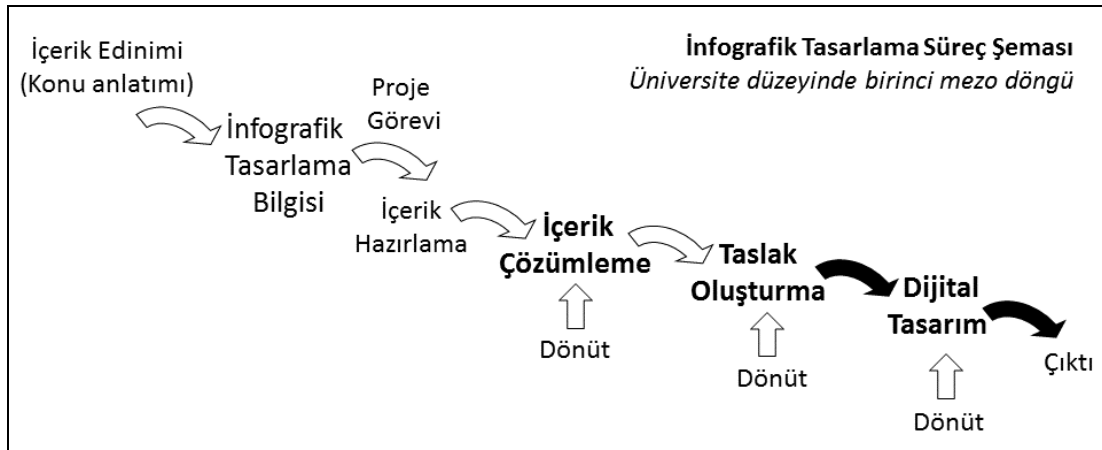 İnfografik Tasarlama Süreç Şeması
Üniversite düzeyinde birinci mezo döngü
İçerik Edinimi
(Konu anlatımı)
İnfografik
Tasarlama
Bilgisi
Proje
Görevi
İçerik
Hazırlama
İçerik
Çözümleme
Dönüt
Taslak
Oluşturma
Dönüt
Dijital
Tasarım
Dönüt
Çıktı